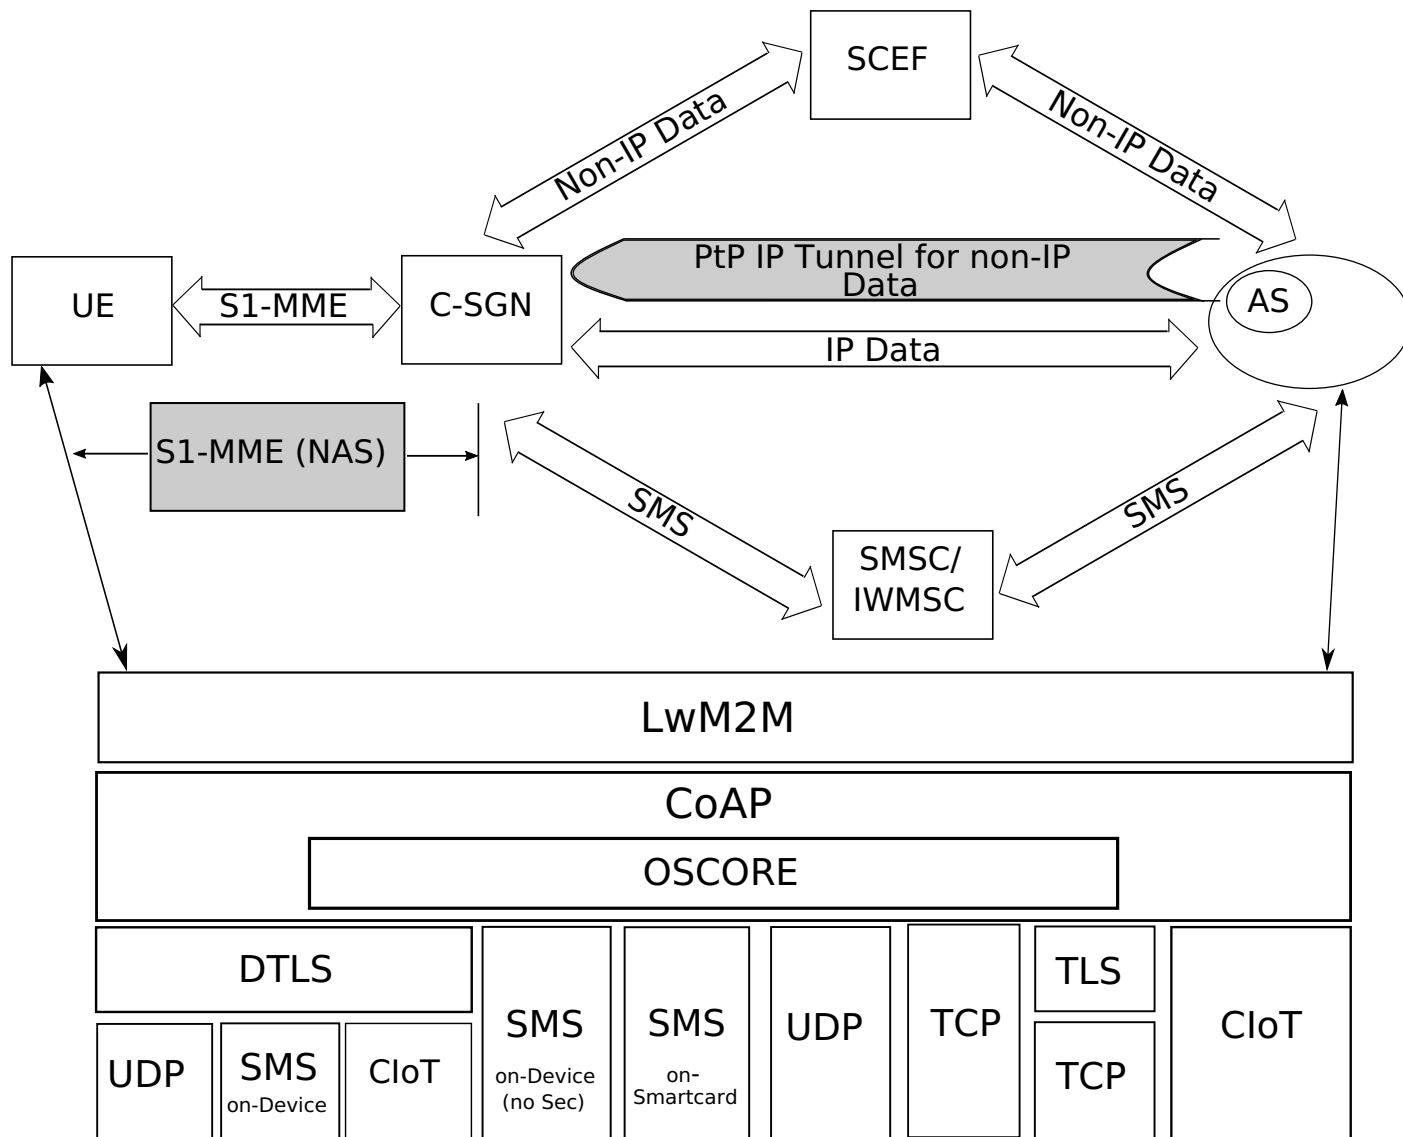 SCEF
Non-IP Data
Non-IP Data
PtP IP Tunnel for non-IP
Data
UE
S1-MME
C-SGN
AS
IP Data
S1-MME (NAS)
SMS
SMS
SMSC/
IWMSC
LwM2M
CoAP
OSCORE
DTLS
UDP
SMS
on-Device
CIoT
SMS
on-Device
(no Sec)
SMS
on-
Smartcard
UDP
TCP
TLS
TCP
CIoT